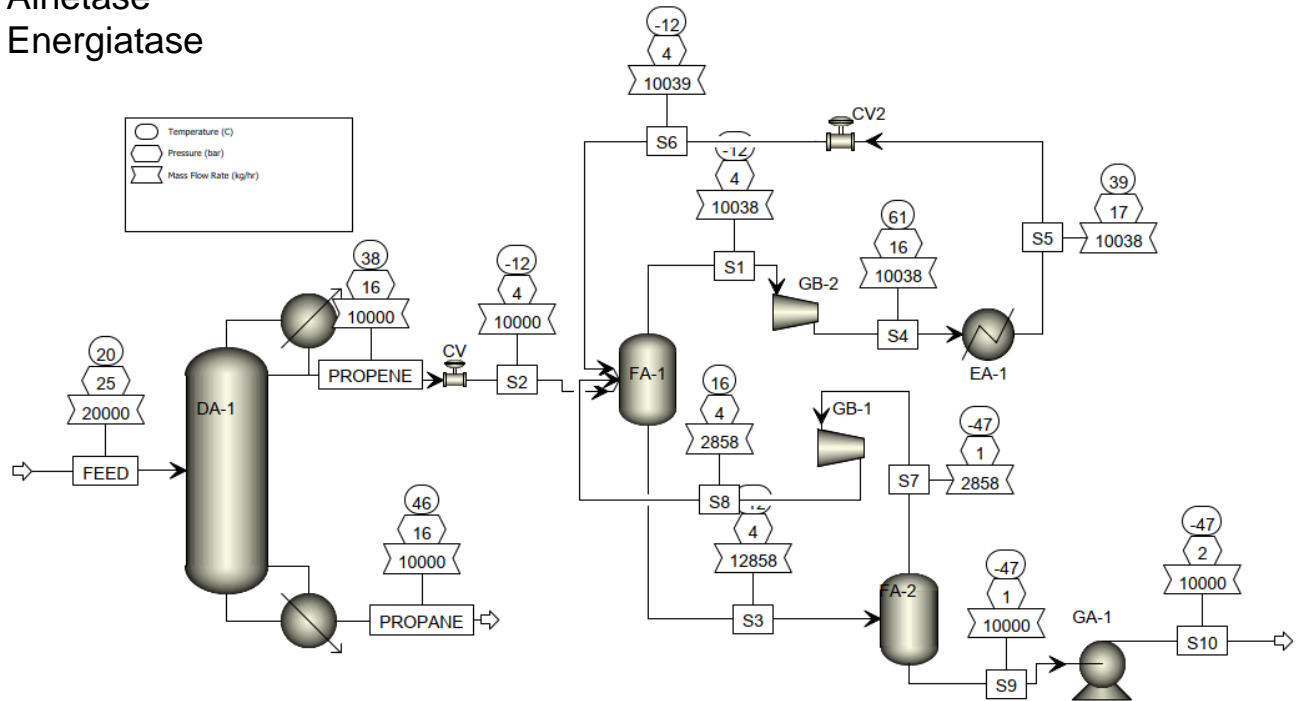 Energiatase
Temperature (C)
Pressure (bar)
Mass Flow Rate (kg/hr)
-12
4
10039
S6
CV2
-12
4
10038
S1
39
17
10038
S5
61
16
10038
S4
GB-2
EA-1
38
16
10000
PROPENE
CV
-12
4
10000
S2
FA-1
20
25
20000
FEED
DA-1
16
4
2858
S8
GB-1
-47
1
2858
S7
46
16
10000
PROPANE
4
12858
S3
FA-2
-47
1
10000
S9
GA-1
-47
2
10000
S10